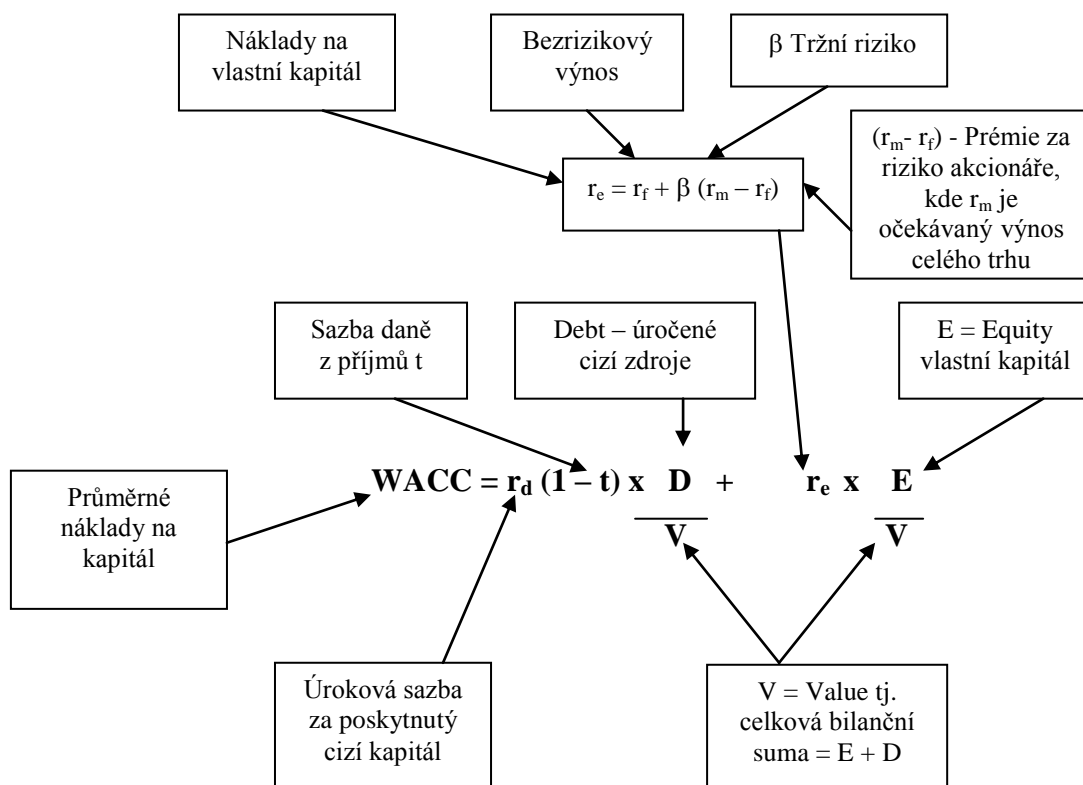 Náklady na
vlastní kapitál
Bezrizikový
výnos
β Tržní riziko
(rm- rf) - Prémie za
riziko akcionáře,
kde rm je
očekávaný výnos
celého trhu
re = rf + β (rm – rf)
Sazba daně
z příjmů t
Debt – úročené
cizí zdroje
E = Equity
vlastní kapitál
Průměrné
náklady na
kapitál
WACC = rd (1 – t) x D + re x E
V V
Úroková sazba
za poskytnutý
cizí kapitál
V = Value tj.
celková bilanční
suma = E + D